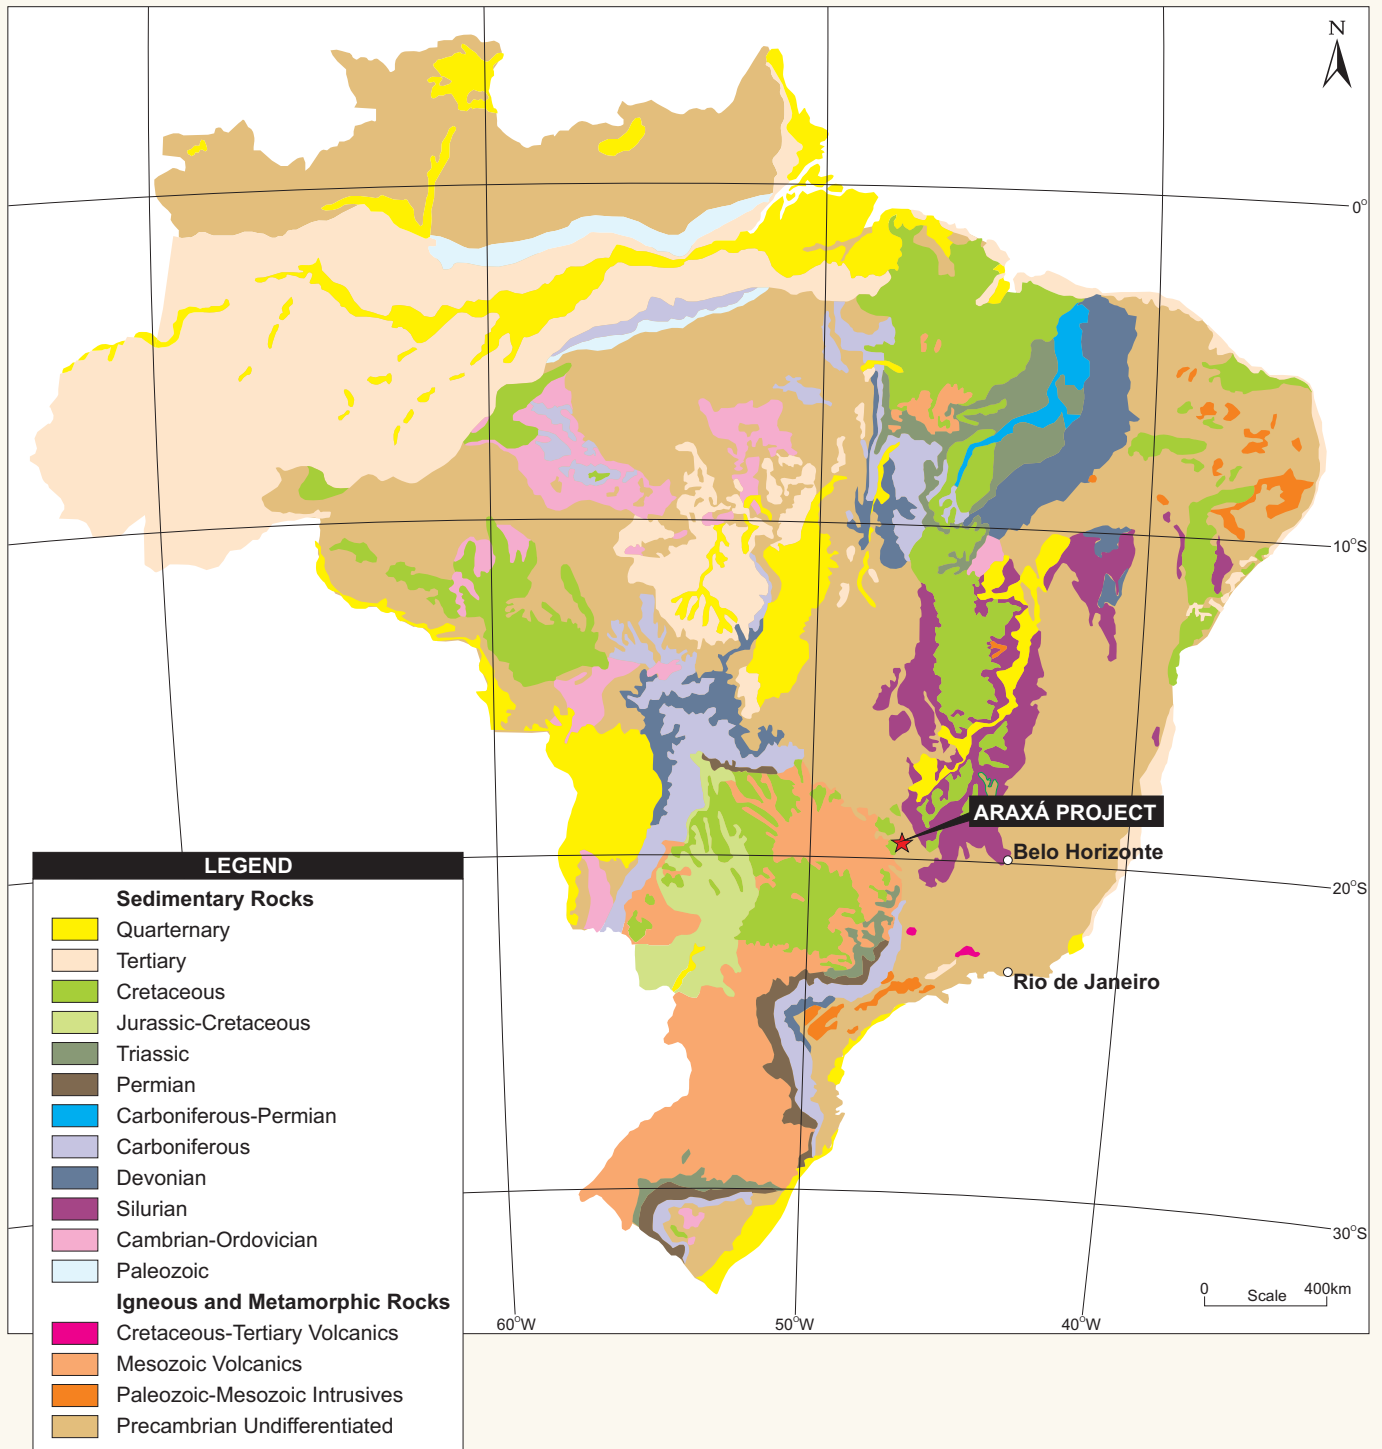 N
0°
10°S
ARAXÁ PROJECT
Belo Horizonte
20°S
Rio de Janeiro
30°S
0 400km
Scale
60°W 50°W 40°W
LEGEND
Sedimentary Rocks
Quarternary
Tertiary
Cretaceous
Jurassic-Cretaceous
Triassic
Permian
Carboniferous-Permian
Carboniferous
Devonian
Silurian
Cambrian-Ordovician
Paleozoic
Igneous and Metamorphic Rocks
Cretaceous-Tertiary Volcanics
Mesozoic Volcanics
Paleozoic-Mesozoic Intrusives
Precambrian Undifferentiated